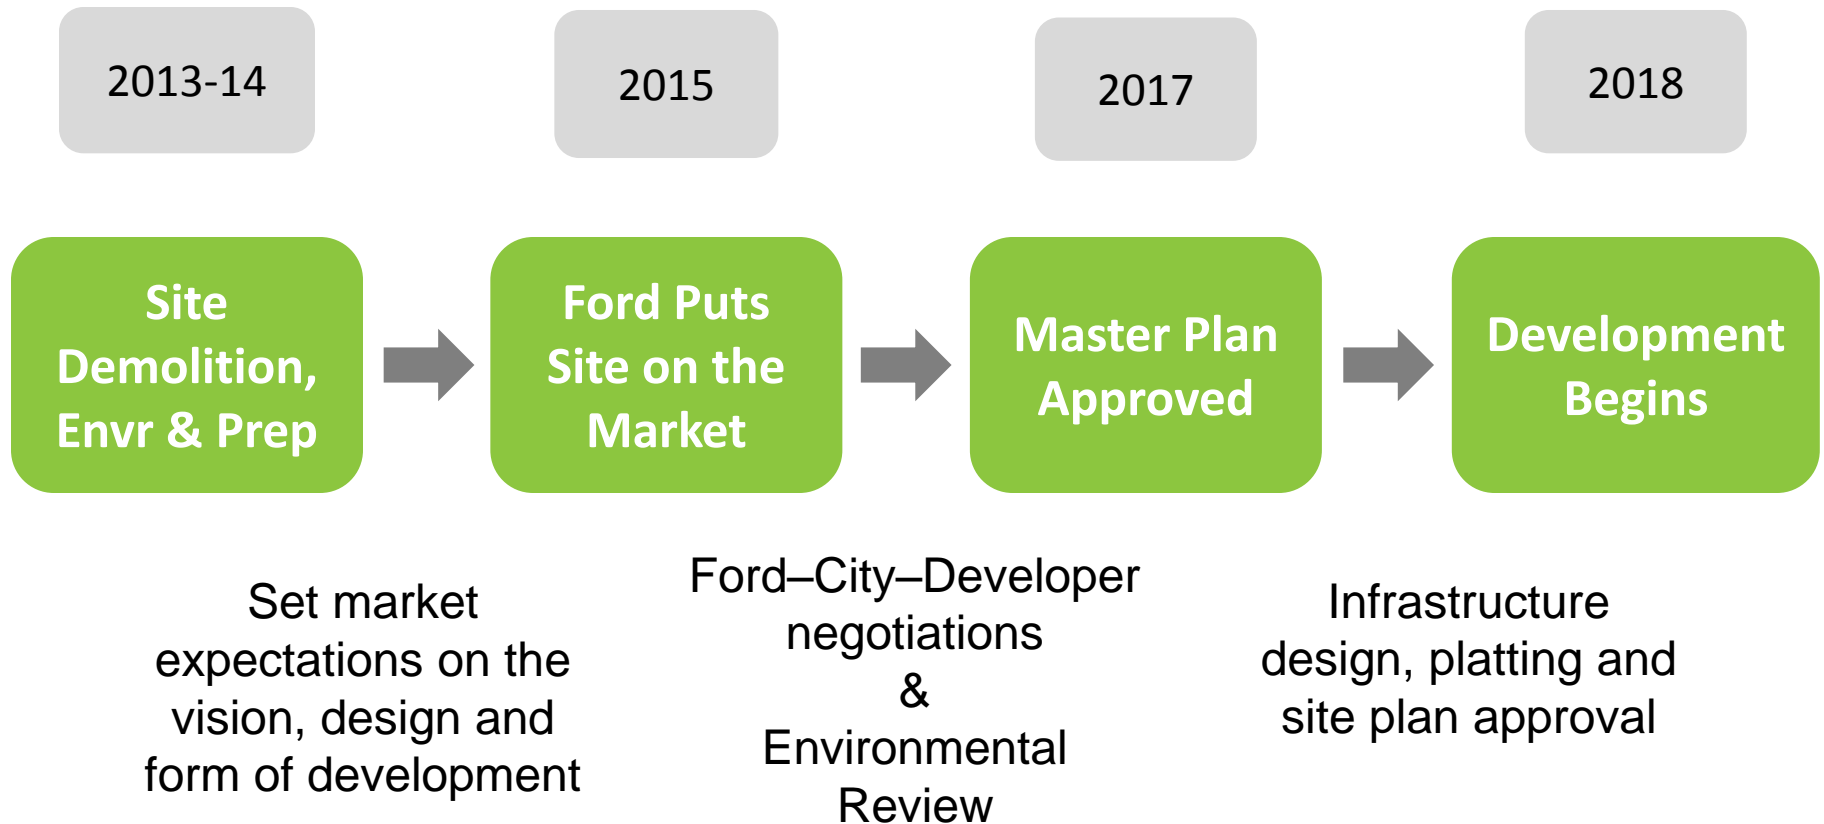 2013-14
2015
2017
2018
Site
Demolition,
Envr & Prep
Ford Puts
Site on the
Market
Master Plan
Approved
Development
Begins
Set market
expectations on the
vision, design and
form of development
Ford–City–Developer
negotiations
&
Environmental
Review
Infrastructure
design, platting and
site plan approval